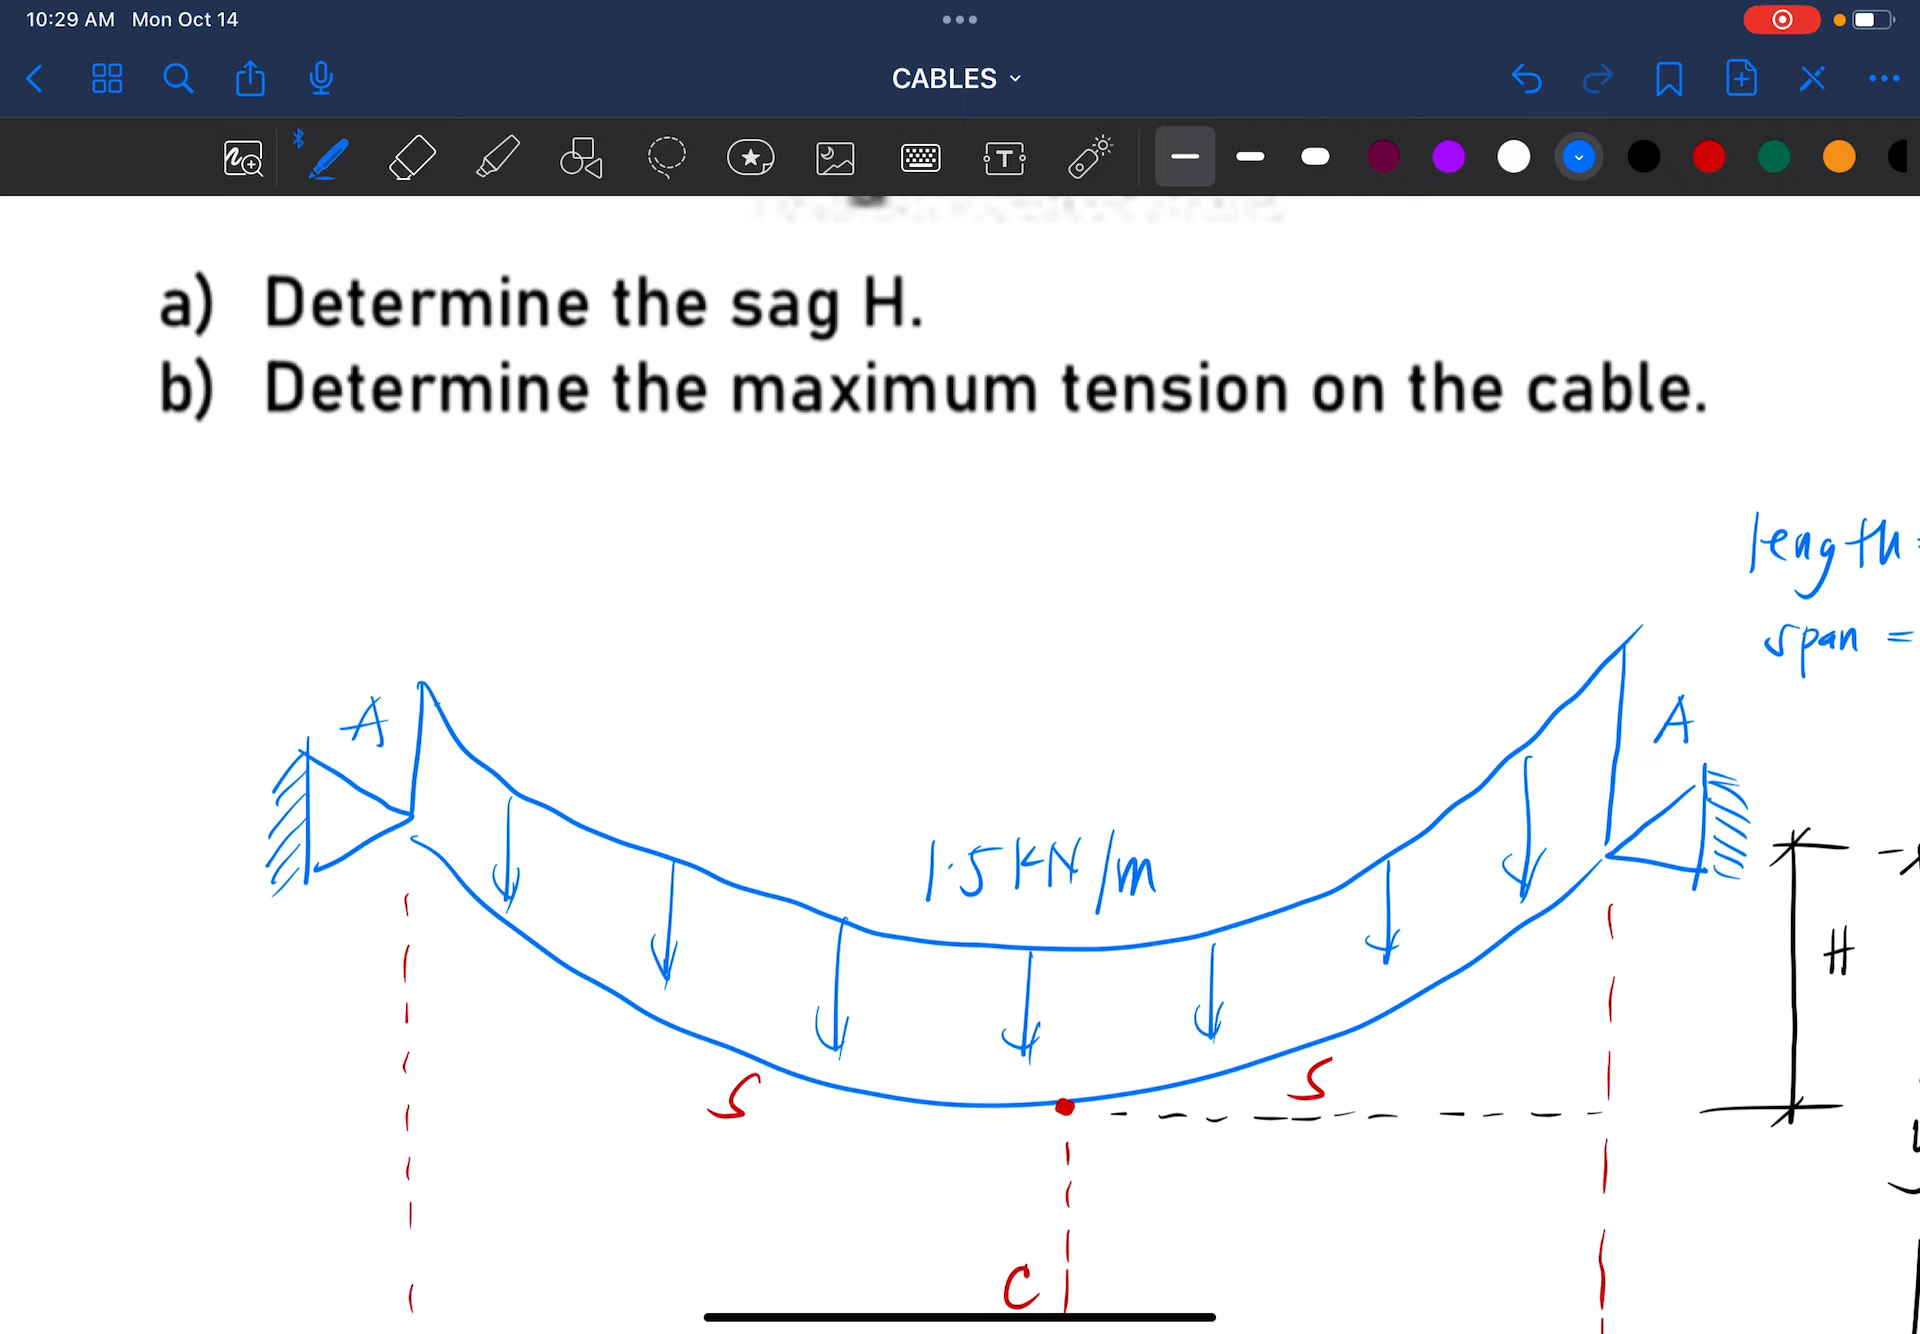 10:29 AM Mon Oct 14
CABLES
T
a) Determine the sag H.
b) Determine the maximum tension on the cable.
length =
span =
A
A
1.5 KN/m
H
S
S
C